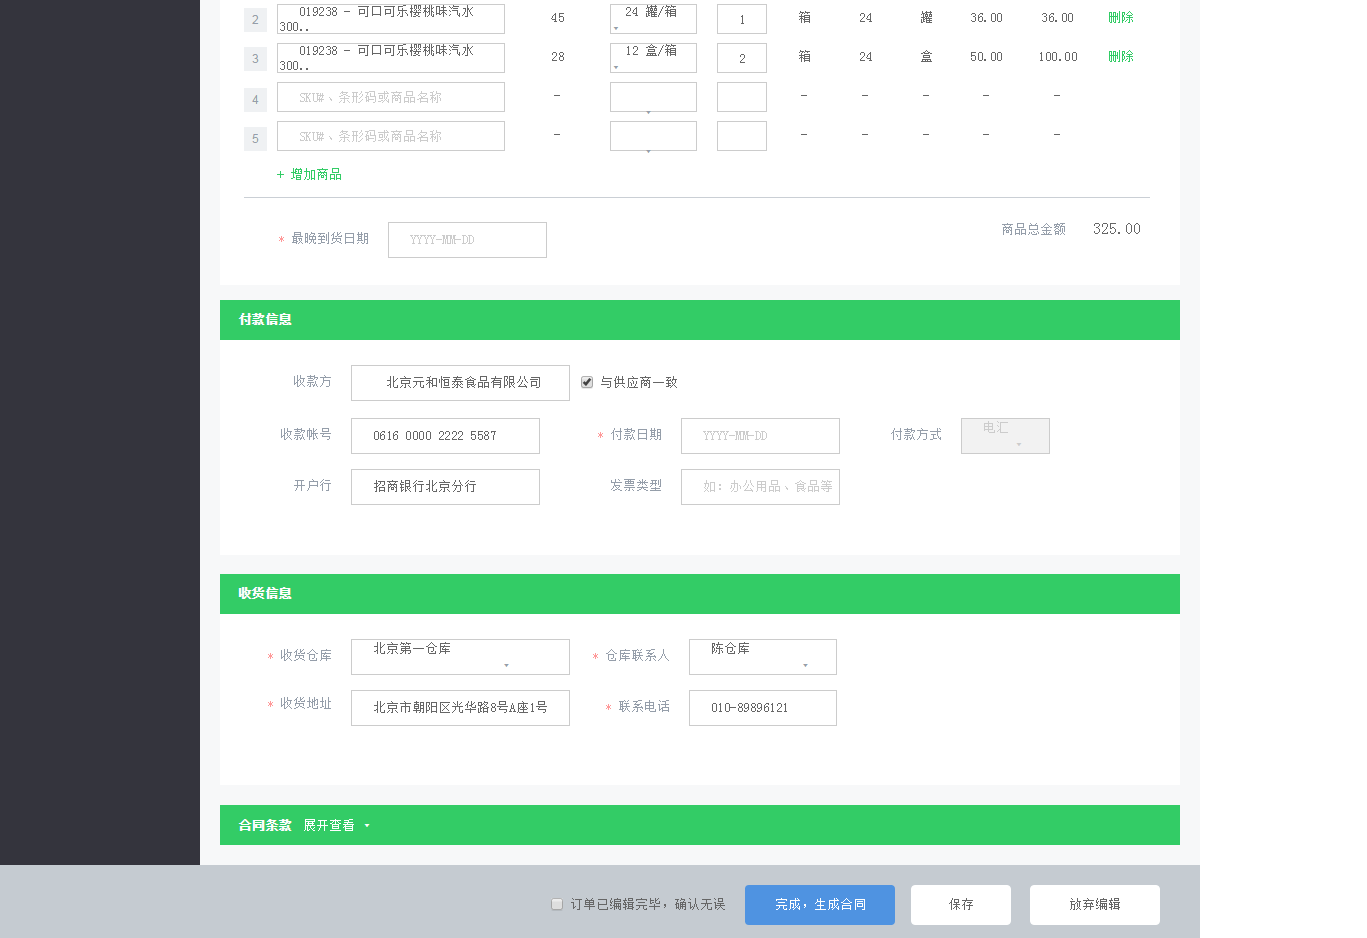 2 019238 - 可口可乐樱桃味汽水 45 24 罐/箱 1 箱 24 罐 36.00 36.00 删除
300..
3 019238 - 可口可乐樱桃味汽水 28 12 盒/箱 2 箱 24 盒 50.00 100.00 删除
300..
4 SKU#、条形码或商品名称 - - - - - -
5 SKU#、条形码或商品名称 - - - - - -
+ 增加商品
* 最晚到货日期 YYYY-MM-DD 商品总金额 325.00
付款信息
收款方 北京元和恒泰食品有限公司 与供应商一致
收款帐号 0616 0000 2222 5587 * 付款日期 YYYY-MM-DD 付款方式 电汇
开户行 招商银行北京分行 发票类型 如: 办公用品、食品等
收货信息
* 收货仓库 北京第一仓库 * 仓库联系人 陈仓库
* 收货地址 北京市朝阳区光华路8号A座1号 * 联系电话 010-89896121
合同条款 展开查看
订单已编辑完毕，确认无误 完成，生成合同 保存 放弃编辑